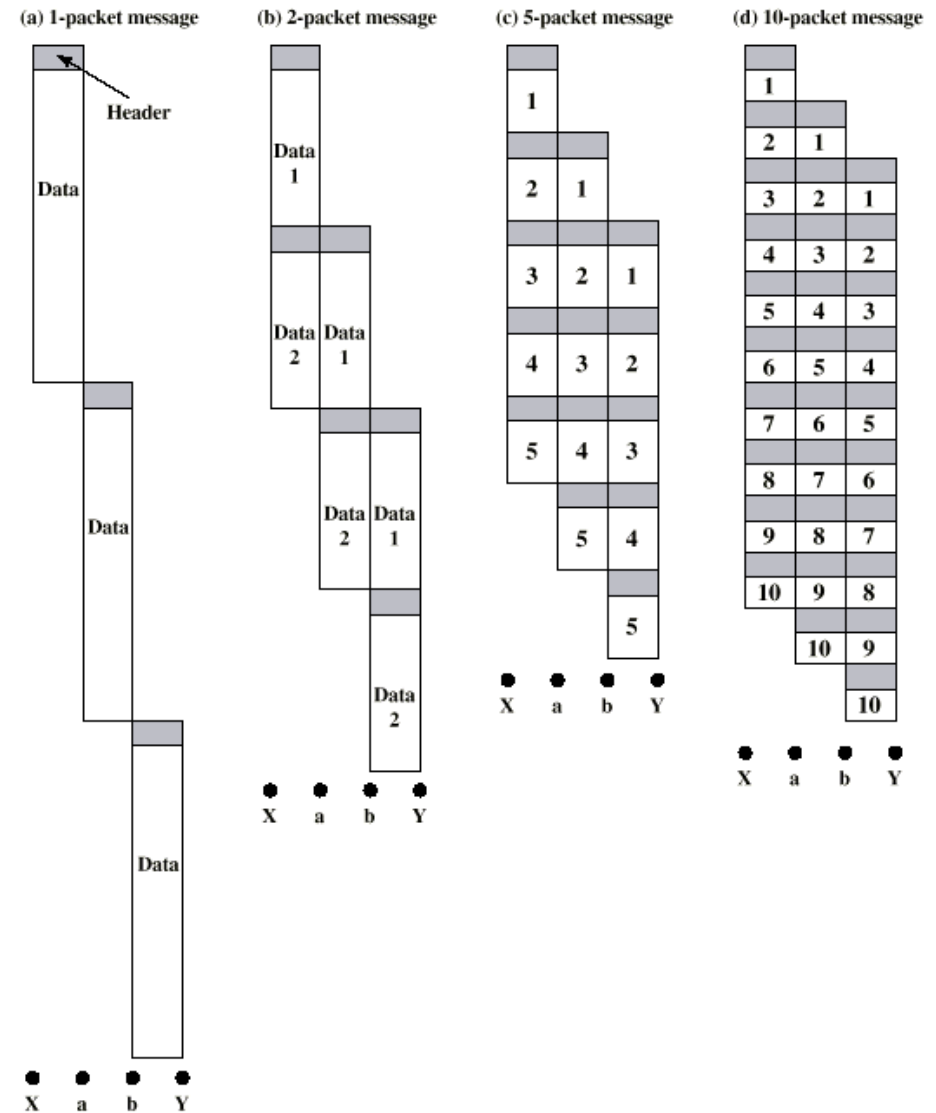 (a) 1-packet message
(b) 2-packet message
(c) 5-packet message
(d) 10-packet message
Header
Data
Data
Data
X a b Y
Data
1
Data Data
2 1
Data Data
2 1
Data
2
X a b Y
1
2 1
3 2 1
4 3 2
5 4 3
5 4
5
X a b Y
1
2 1
3 2 1
4 3 2
5 4 3
6 5 4
7 6 5
8 7 6
9 8 7
10 9 8
10 9
10
X a b Y